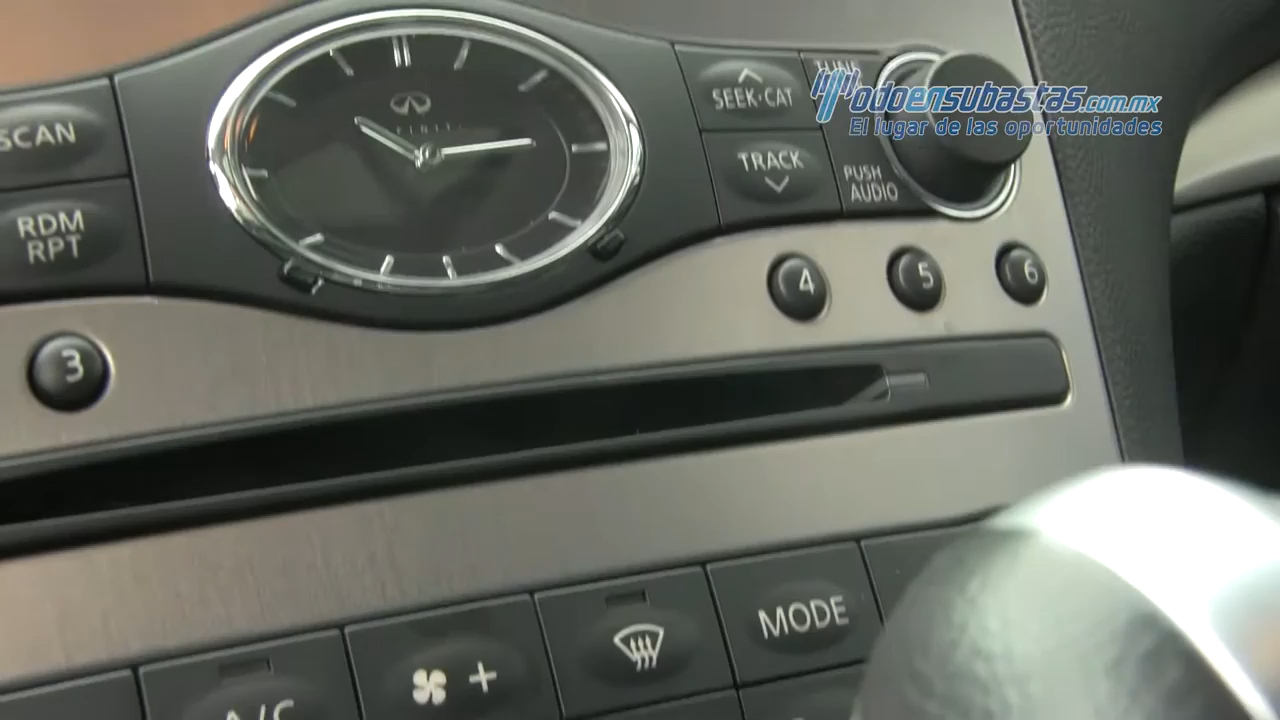 SCAN
RDM
RPT
SEEK·CAT
TRACK
TUNE
PUSH
AUDIO
Todoensubastas.com.mx
El lugar de las oportunidades
3
4
5
6
MODE
+
A/C